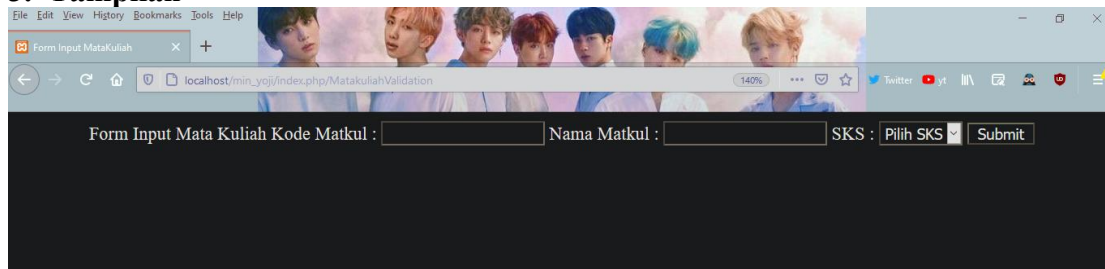 File Edit View History Bookmarks Tools Help
Form Input MataKuliah
localhost/min_yoji/index.php/MatakuliahValidation 140% Twitter yt
Form Input Mata Kuliah Kode Matkul : Nama Matkul : SKS : Pilih SKS Submit